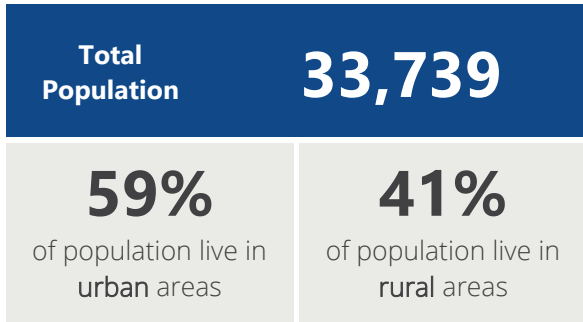 Total
Population
33,739
59%
of population live in
urban areas
41%
of population live in
rural areas